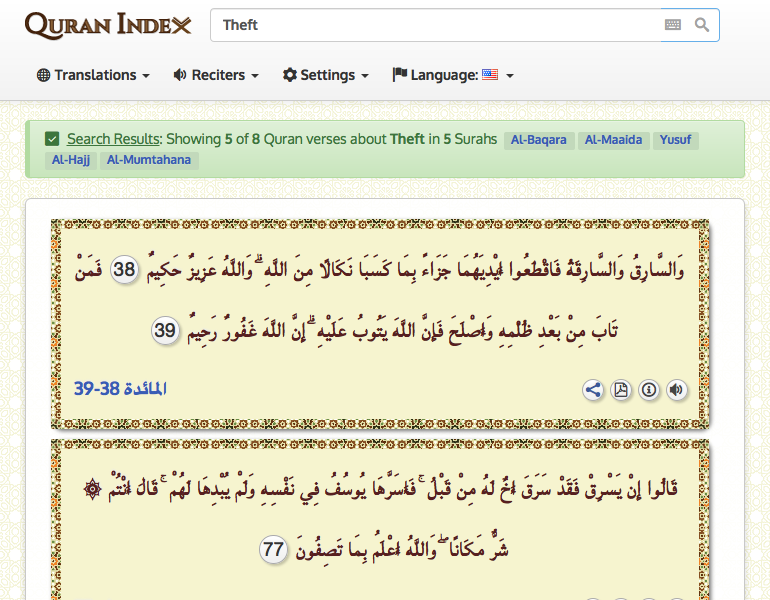 QURAN INDEX
Theft
Translations Reciters Settings Language:
Search Results: Showing 5 of 8 Quran verses about Theft in 5 Surahs Al-Baqara Al-Maaida Yusuf
Al-Hajj Al-Mumtahana
وَالسَّارِقُ وَالسَّارِقَةُ فَاقْطَعُوا أَيْدِيَهُمَا جَزَاءً بِمَا كَسَبَا نَكَالًا مِنَ اللَّهِ ۗ وَاللَّهُ عَزِيزٌ حَكِيمٌ 38 فَمَنْ
تَابَ مِنْ بَعْدِ ظُلْمِهِ وَأَصْلَحَ فَإِنَّ اللَّهَ يَتُوبُ عَلَيْهِ ۗ إِنَّ اللَّهَ غَفُورٌ رَحِيمٌ 39
المائدة 38-39
قَالُوا إِنْ يَسْرِقْ فَقَدْ سَرَقَ أَخٌ لَهُ مِنْ قَبْلُ ۚ فَأَسَرَّهَا يُوسُفُ فِي نَفْسِهِ وَلَمْ يُبْدِهَا لَهُمْ ۚ قَالَ أَنْتُمْ ۞
شَرٌّ مَكَانًا ۖ وَاللَّهُ أَعْلَمُ بِمَا تَصِفُونَ 77